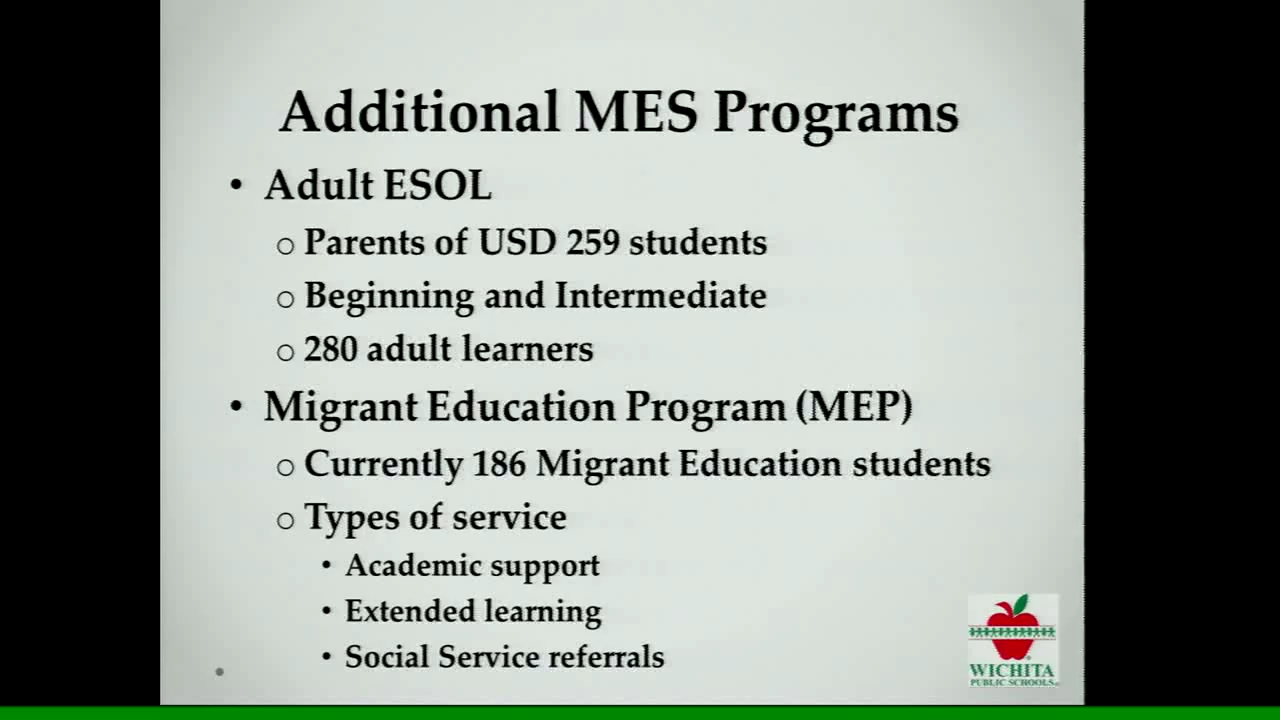 Additional MES Programs
• Adult ESOL
o Parents of USD 259 students
o Beginning and Intermediate
o 280 adult learners
• Migrant Education Program (MEP)
o Currently 186 Migrant Education students
o Types of service
• Academic support
• Extended learning
• Social Service referrals
WICHITA
PUBLIC SCHOOLS